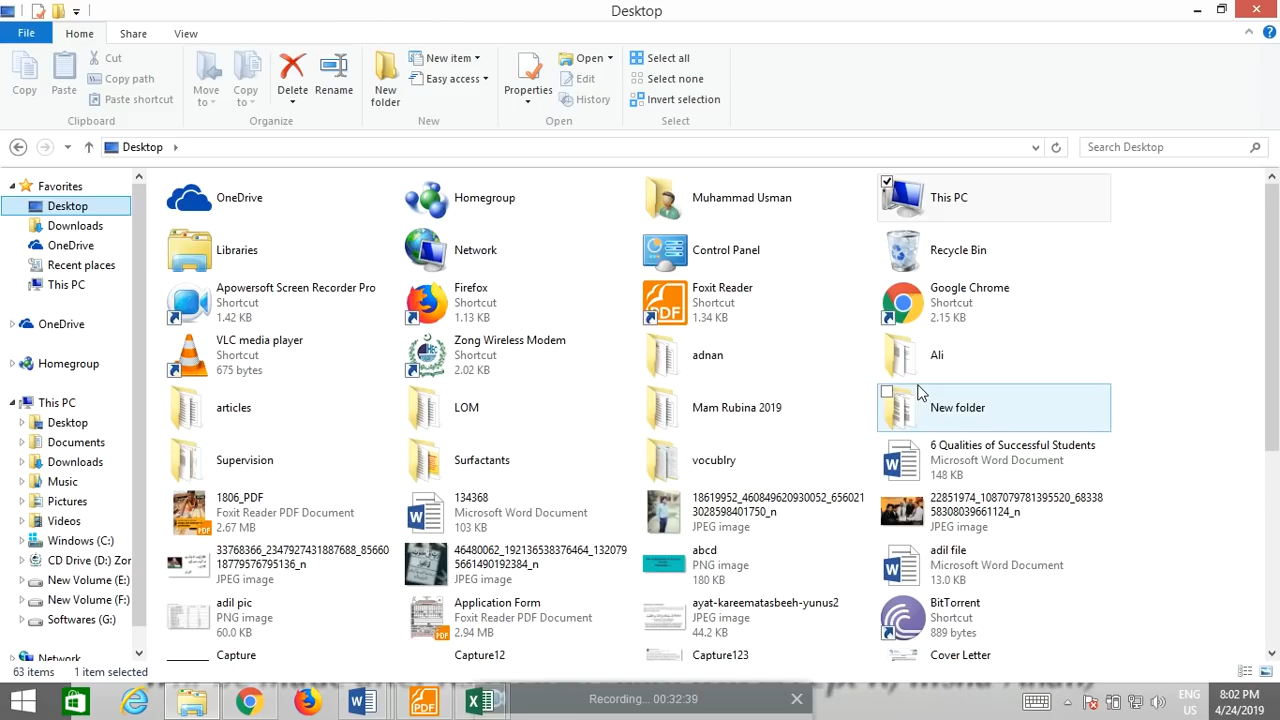 Desktop
File Home Share View
Copy
Paste
Cut
Copy path
Paste shortcut
Clipboard
Move to
Copy to
Delete
Rename
Organize
New folder
New item
Easy access
New
Properties
Open
Edit
History
Open
Select all
Select none
Invert selection
Select
Desktop
Search Desktop
Favorites
Desktop
Downloads
OneDrive
Recent places
This PC
OneDrive
Homegroup
This PC
Desktop
Documents
Downloads
Music
Pictures
Videos
Windows (C:)
CD Drive (D:) Zo
New Volume (E:)
New Volume (F:)
Softwares (G:)
Network
OneDrive
Homegroup
Muhammad Usman
This PC
Libraries
Network
Control Panel
Recycle Bin
Apowersoft Screen Recorder Pro
Shortcut
1.42 KB
Firefox
Shortcut
1.13 KB
Foxit Reader
Shortcut
1.34 KB
Google Chrome
Shortcut
2.15 KB
VLC media player
Shortcut
675 bytes
Zong Wireless Modem
Shortcut
2.02 KB
adnan
Ali
articles
LOM
Mam Rubina 2019
New folder
Supervision
Surfactants
vocublry
6 Qualities of Successful Students
Microsoft Word Document
148 KB
1806_PDF
Foxit Reader PDF Document
2.67 MB
134368
Microsoft Word Document
103 KB
18619952_460849620930052_656021
3028598401750_n
JPEG image
22851974_1087079781395520_68338
58308039661124_n
JPEG image
33768366_2347927431887688_85660
18779576795136_n
JPEG image
46480062_192136538376464_132079
5661490192384_n
JPEG image
abcd
PNG image
180 KB
adil file
Microsoft Word Document
13.0 KB
adil pic
PNG image
60.0 KB
Application Form
Foxit Reader PDF Document
2.94 MB
ayat-kareematasbeeh-yunus2
JPEG image
44.2 KB
BitTorrent
Shortcut
889 bytes
Capture
Capture12
Capture123
Cover Letter
63 items 1 item selected
Recording... 00:32:39
ENG
US
8:02 PM
4/24/2019